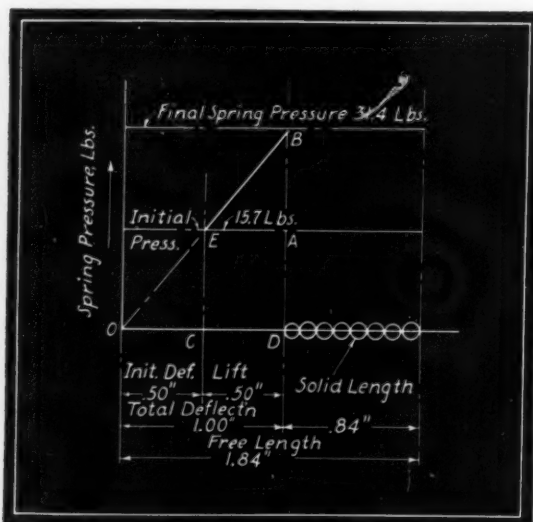 Final Spring Pressure 31.4 Lbs.
B
Spring Pressure, Lbs.
Initial 15.7 Lbs.
Press. E A
O C D
Init. Def. Lift
.50" .50"
Solid Length
Total Deflectn
1.00" .84"
Free Length
1.84"